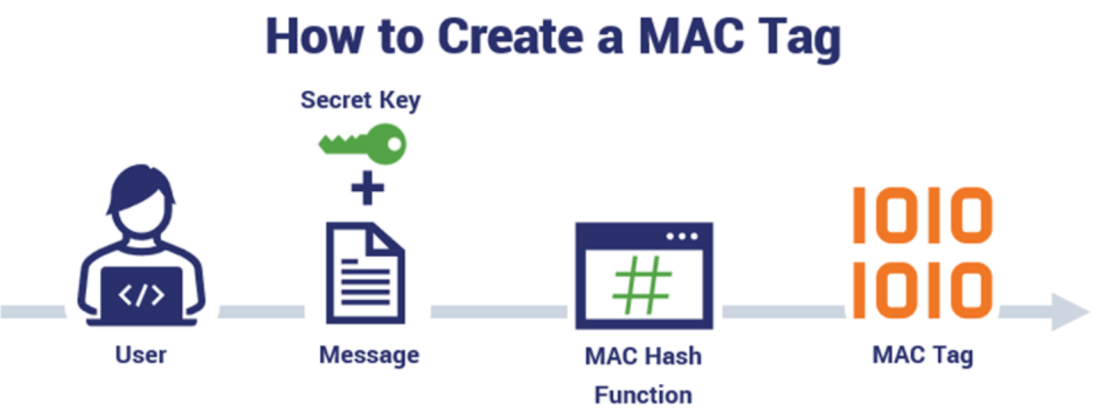 How to Create a MAC Tag
Secret Key
+
</>
#
1010
1010
User
Message
MAC Hash
Function
MAC Tag